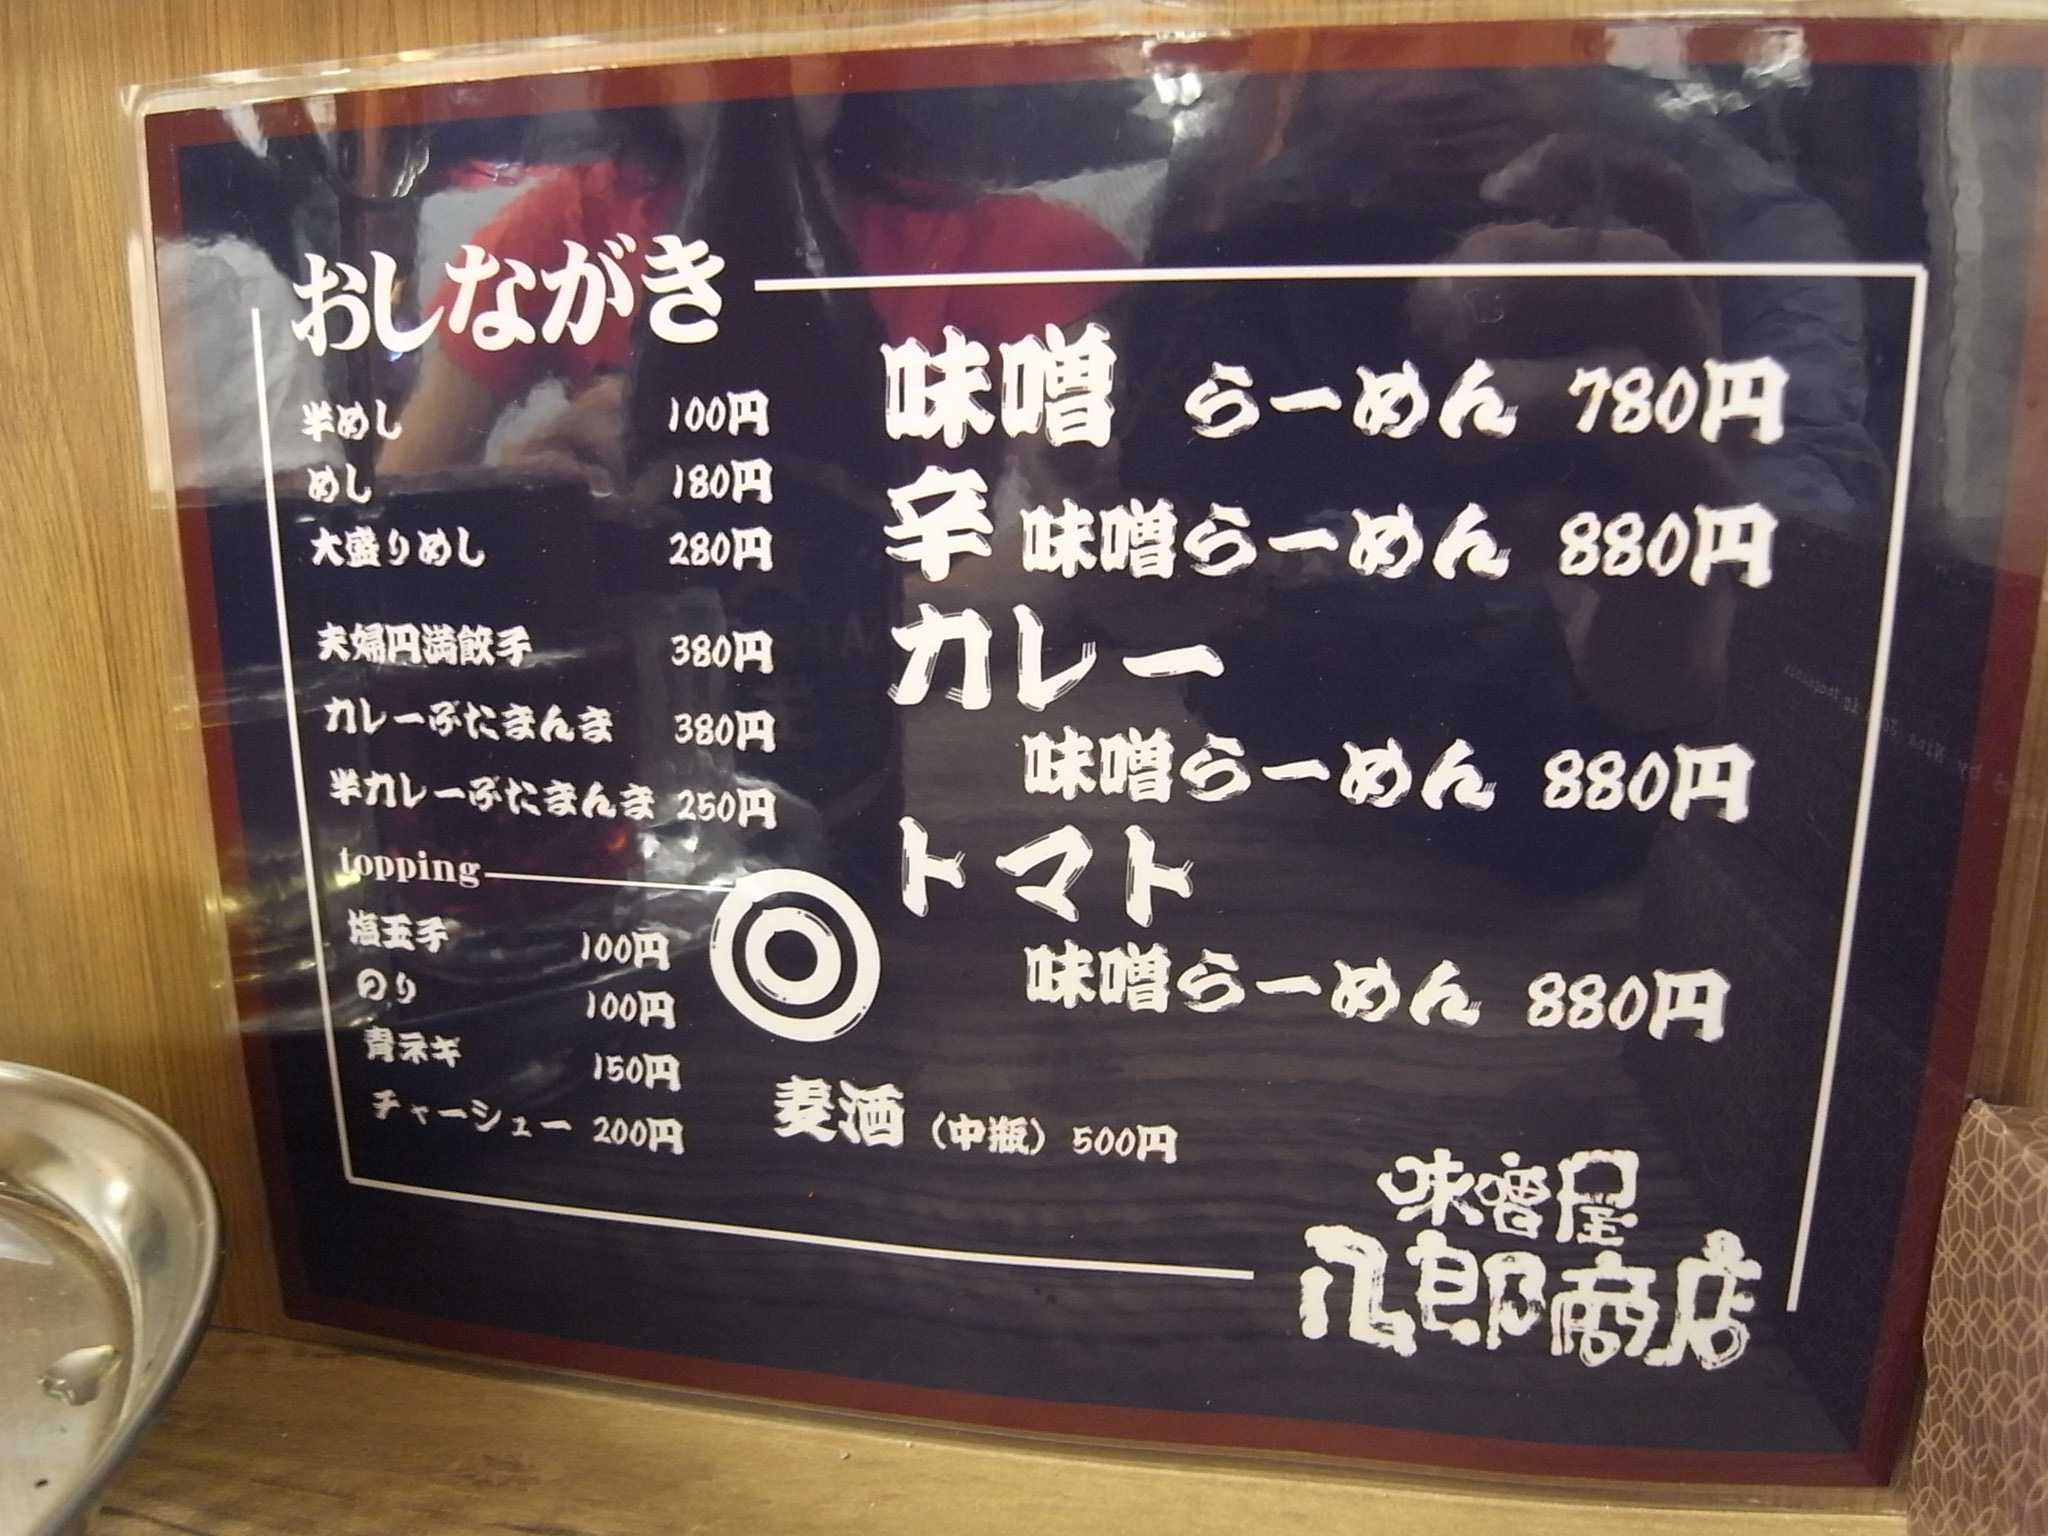 おしながき
半めし 100円
めし 180円
大盛りめし 280円
夫婦円満餃子 380円
カレーぶたまんま 380円
半カレーぶたまんま 250円
topping
塩玉子 100円
のり 100円
青ネギ 150円
チャーシュー 200円
味噌 らーめん 780円
辛 味噌らーめん 880円
カレー
味噌らーめん 880円
トマト
味噌らーめん 880円
麦酒(中瓶) 500円
味噌屋
八郎商店